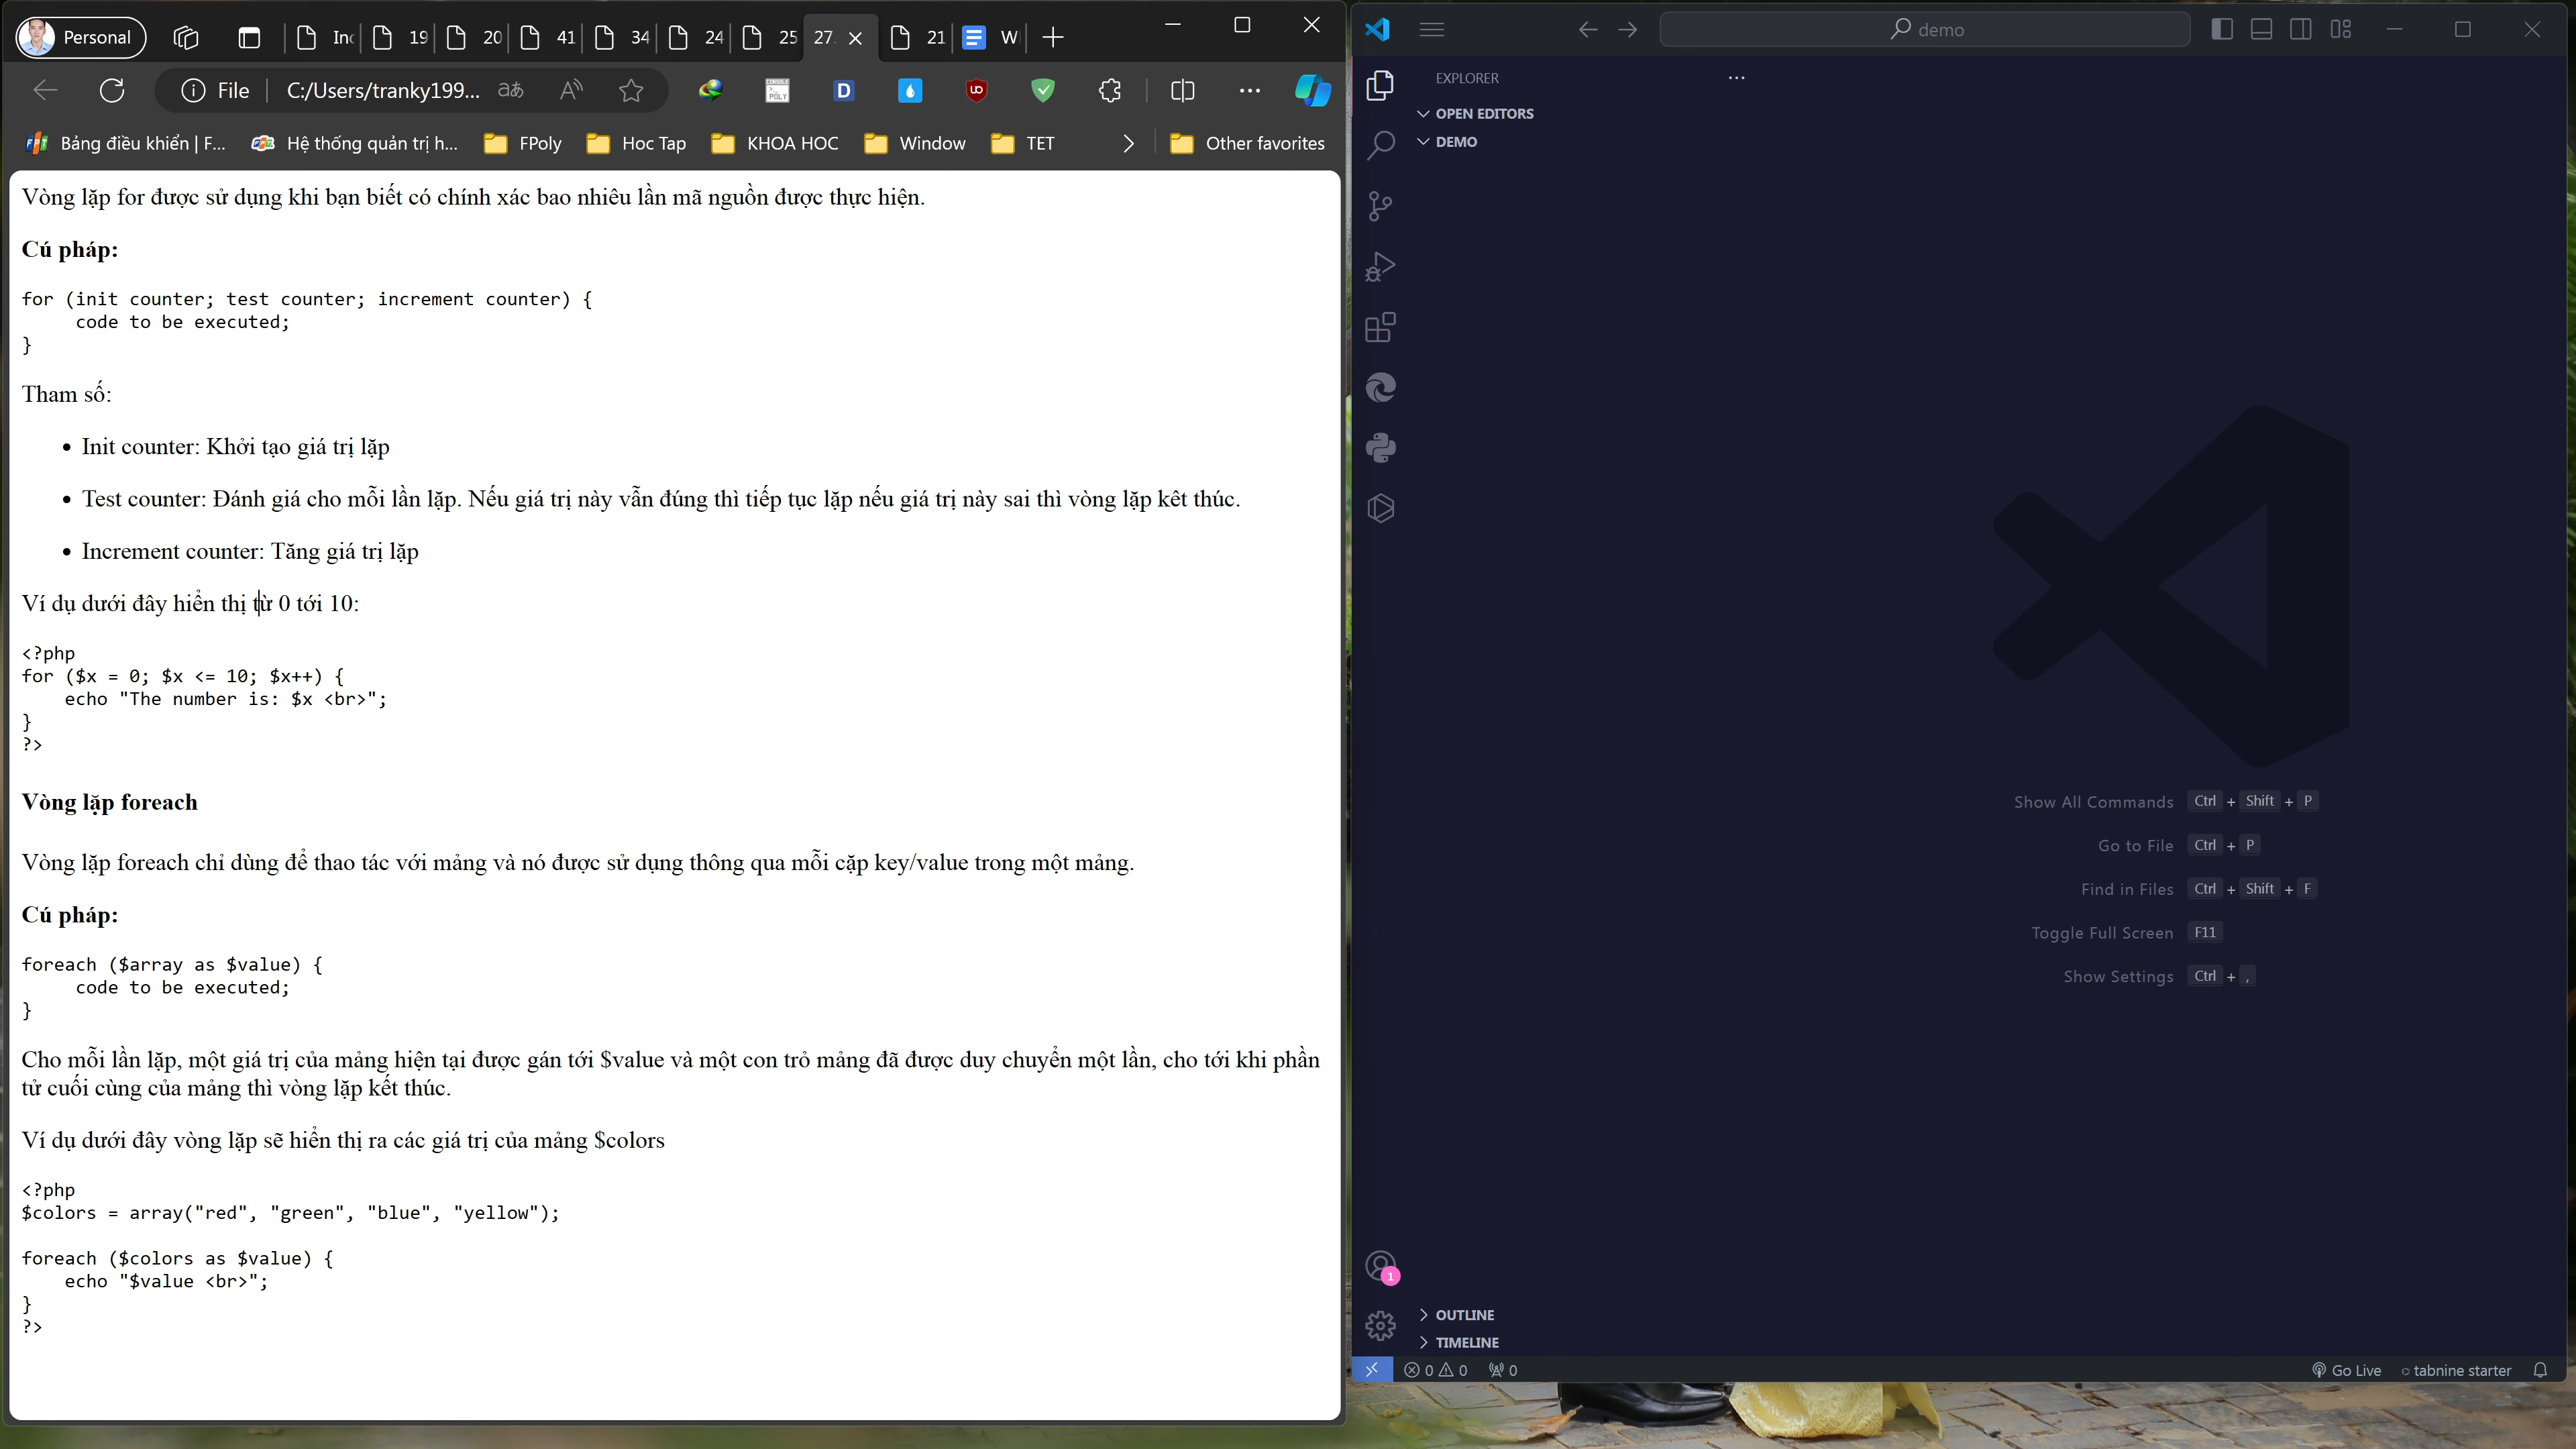 Personal
Inc
19
20
41
34
24
25
27.
21
W
File
C:/Users/tranky199...
Bảng điều khiển | F...
Hệ thống quản trị h...
FPoly
Hoc Tap
KHOA HOC
Window
TET
Other favorites
Vòng lặp for được sử dụng khi bạn biết có chính xác bao nhiêu lần mã nguồn được thực hiện.
Cú pháp:
for (init counter; test counter; increment counter) {
code to be executed;
}
Tham số:
• Init counter: Khởi tạo giá trị lặp
• Test counter: Đánh giá cho mỗi lần lặp. Nếu giá trị này vẫn đúng thì tiếp tục lặp nếu giá trị này sai thì vòng lặp kêt thúc.
• Increment counter: Tăng giá trị lặp
Ví dụ dưới đây hiển thị từ 0 tới 10:
<?php
for ($x = 0; $x <= 10; $x++) {
echo "The number is: $x <br>";
}
?>
Vòng lặp foreach
Vòng lặp foreach chỉ dùng để thao tác với mảng và nó được sử dụng thông qua mỗi cặp key/value trong một mảng.
Cú pháp:
foreach ($array as $value) {
code to be executed;
}
Cho mỗi lần lặp, một giá trị của mảng hiện tại được gán tới $value và một con trỏ mảng đã được duy chuyển một lần, cho tới khi phần
tử cuối cùng của mảng thì vòng lặp kết thúc.
Ví dụ dưới đây vòng lặp sẽ hiển thị ra các giá trị của mảng $colors
<?php
$colors = array("red", "green", "blue", "yellow");
foreach ($colors as $value) {
echo "$value <br>";
}
?>
demo
EXPLORER
OPEN EDITORS
DEMO
Show All Commands Ctrl + Shift + P
Go to File Ctrl + P
Find in Files Ctrl + Shift + F
Toggle Full Screen F11
Show Settings Ctrl + ,
1
OUTLINE
TIMELINE
0 0 0
Go Live
tabnine starter